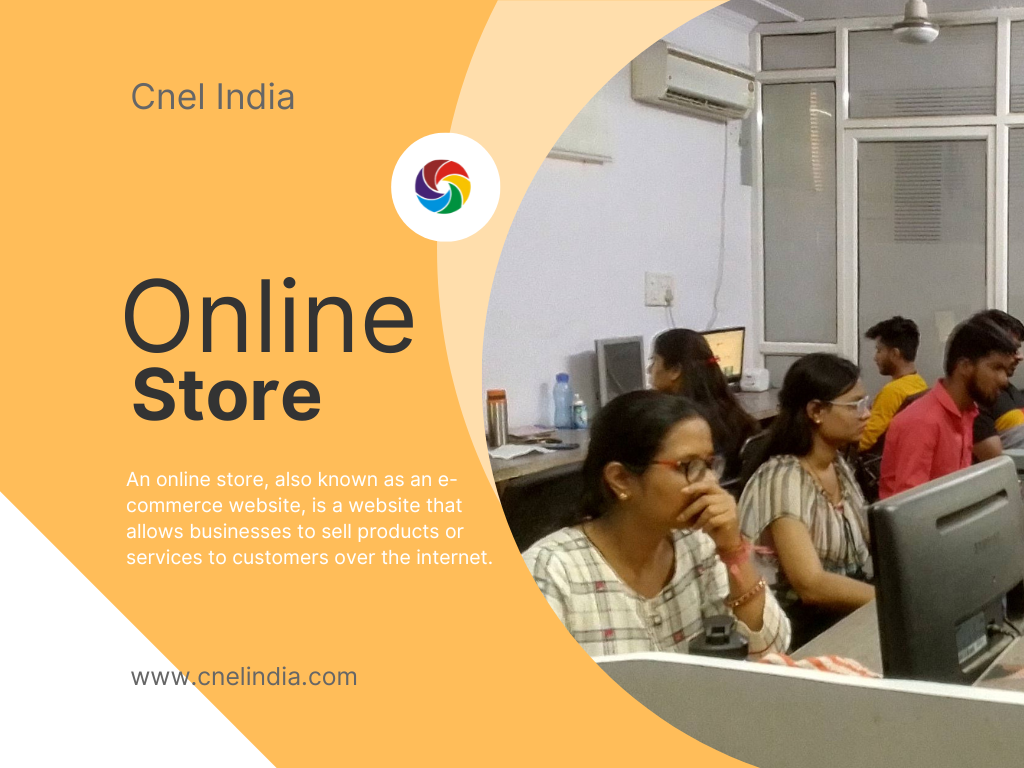 Cnel India
Online
Store
An online store, also known as an e-
commerce website, is a website that
allows businesses to sell products or
services to customers over the internet.
www.cnelindia.com